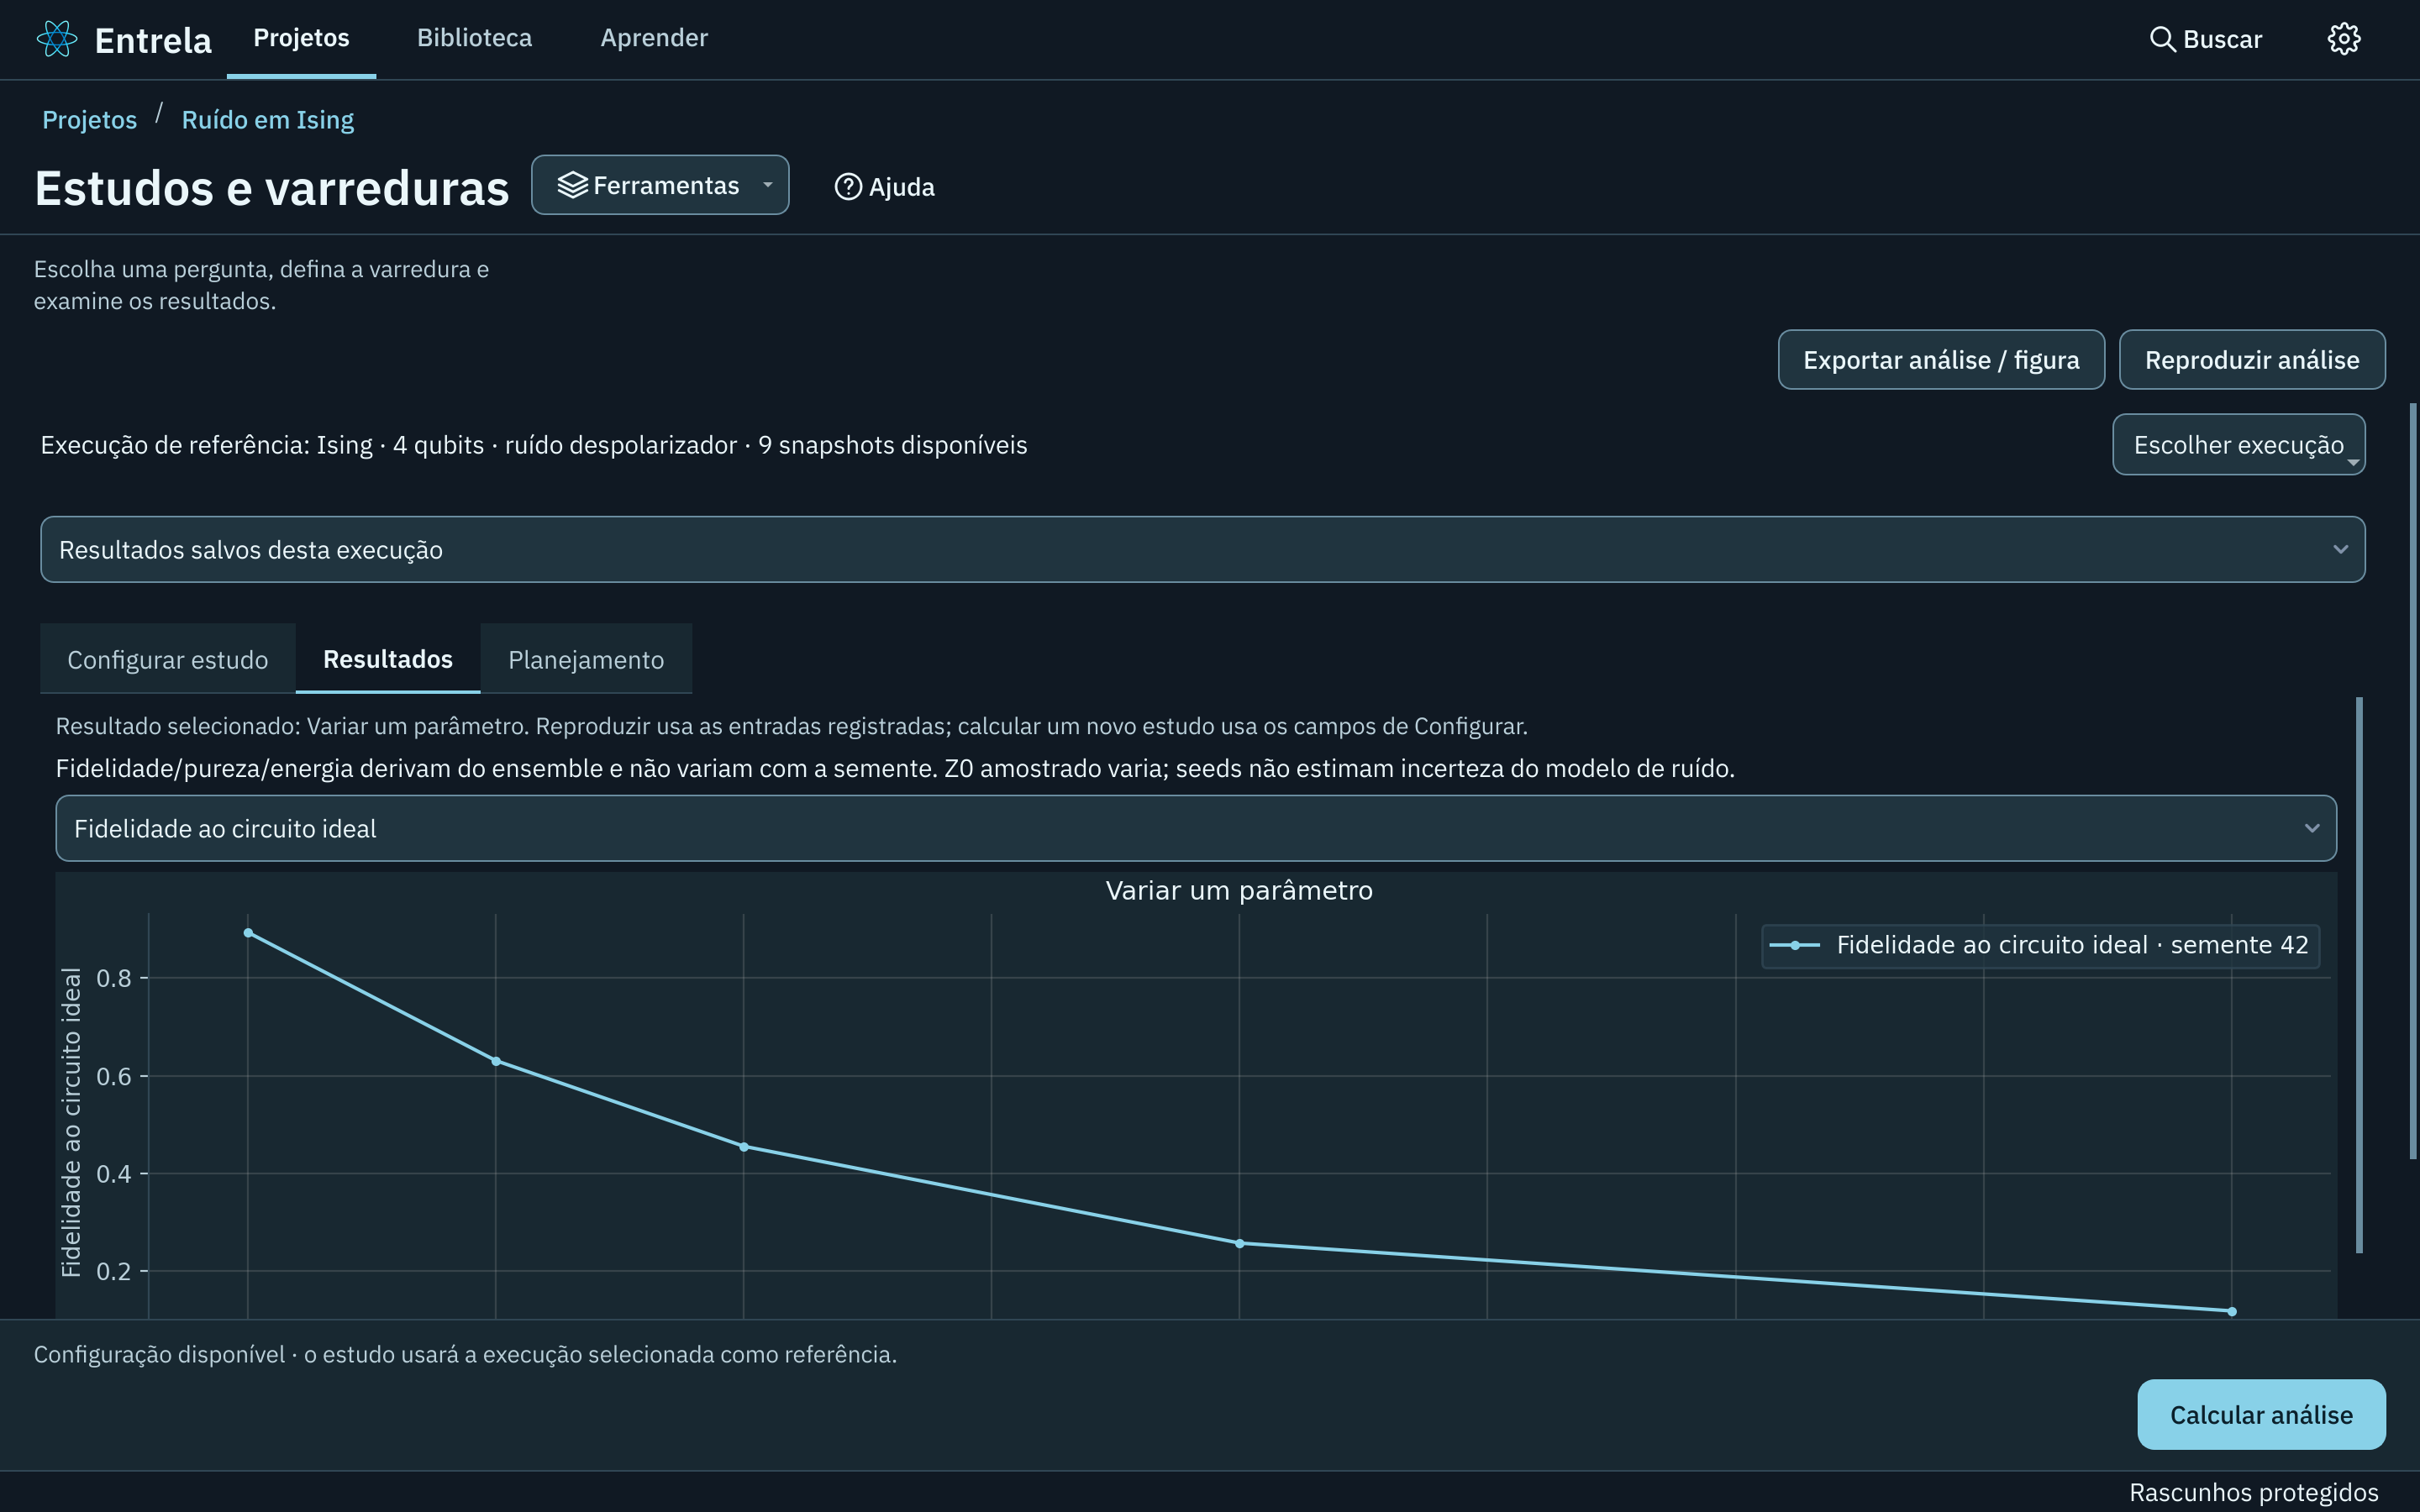 Entrela
Projetos
Biblioteca
Aprender
Buscar
Projetos / Ruído em Ising
Estudos e varreduras
Ferramentas
Ajuda
Escolha uma pergunta, defina a varredura e
examine os resultados.
Exportar análise / figura
Reproduzir análise
Execução de referência: Ising · 4 qubits · ruído despolarizador · 9 snapshots disponíveis
Escolher execução
Resultados salvos desta execução
Configurar estudo
Resultados
Planejamento
Resultado selecionado: Variar um parâmetro. Reproduzir usa as entradas registradas; calcular um novo estudo usa os campos de Configurar.
Fidelidade/pureza/energia derivam do ensemble e não variam com a semente. Z0 amostrado varia; seeds não estimam incerteza do modelo de ruído.
Fidelidade ao circuito ideal
Variar um parâmetro
Fidelidade ao circuito ideal · semente 42
Fidelidade ao circuito ideal
0.8
0.6
0.4
0.2
Configuração disponível · o estudo usará a execução selecionada como referência.
Calcular análise
Rascunhos protegidos